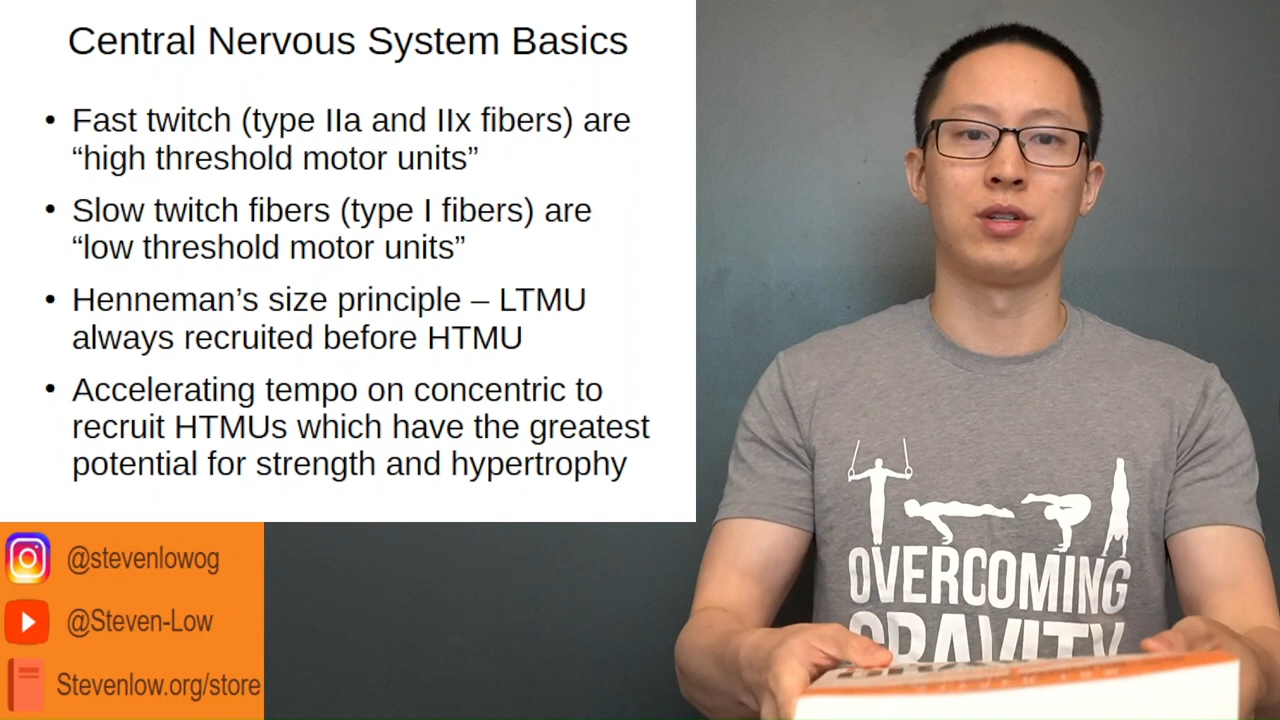 Central Nervous System Basics
• Fast twitch (type IIa and IIx fibers) are
“high threshold motor units”
• Slow twitch fibers (type I fibers) are
“low threshold motor units”
• Henneman’s size principle – LTMU
always recruited before HTMU
• Accelerating tempo on concentric to
recruit HTMUs which have the greatest
potential for strength and hypertrophy
@stevenlowog
@Steven-Low
Stevenlow.org/store
OVERCOMING
GRAVITY